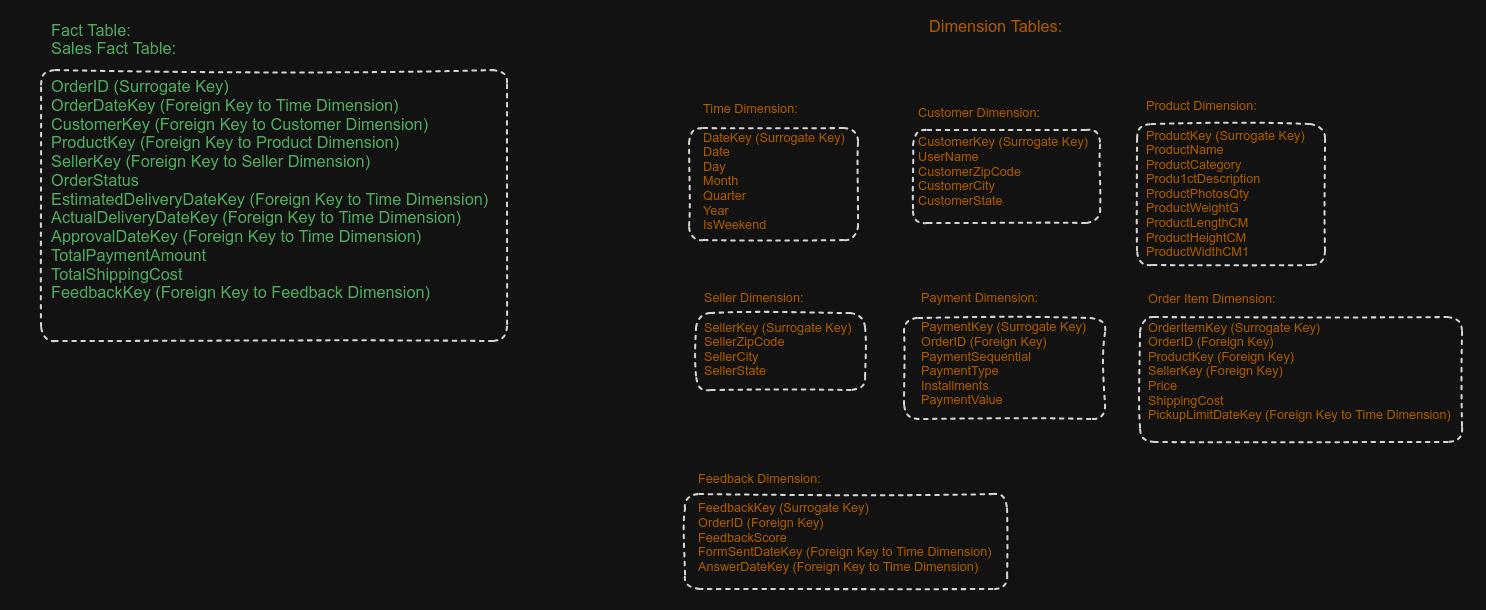 Fact Table:
Sales Fact Table:
OrderID (Surrogate Key)
OrderDateKey (Foreign Key to Time Dimension)
CustomerKey (Foreign Key to Customer Dimension)
ProductKey (Foreign Key to Product Dimension)
SellerKey (Foreign Key to Seller Dimension)
OrderStatus
EstimatedDeliveryDateKey (Foreign Key to Time Dimension)
ActualDeliveryDateKey (Foreign Key to Time Dimension)
ApprovalDateKey (Foreign Key to Time Dimension)
TotalPaymentAmount
TotalShippingCost
FeedbackKey (Foreign Key to Feedback Dimension)
Dimension Tables:
Time Dimension:
DateKey (Surrogate Key)
Date
Day
Month
Quarter
Year
IsWeekend
Customer Dimension:
CustomerKey (Surrogate Key)
UserName
CustomerZipCode
CustomerCity
CustomerState
Product Dimension:
ProductKey (Surrogate Key)
ProductName
ProductCategory
Produ1ctDescription
ProductPhotosQty
ProductWeightG
ProductLengthCM
ProductHeightCM
ProductWidthCM1
Seller Dimension:
SellerKey (Surrogate Key)
SellerZipCode
SellerCity
SellerState
Payment Dimension:
PaymentKey (Surrogate Key)
OrderID (Foreign Key)
PaymentSequential
PaymentType
Installments
PaymentValue
Order Item Dimension:
OrderItemKey (Surrogate Key)
OrderID (Foreign Key)
ProductKey (Foreign Key)
SellerKey (Foreign Key)
Price
ShippingCost
PickupLimitDateKey (Foreign Key to Time Dimension)
Feedback Dimension:
FeedbackKey (Surrogate Key)
OrderID (Foreign Key)
FeedbackScore
FormSentDateKey (Foreign Key to Time Dimension)
AnswerDateKey (Foreign Key to Time Dimension)